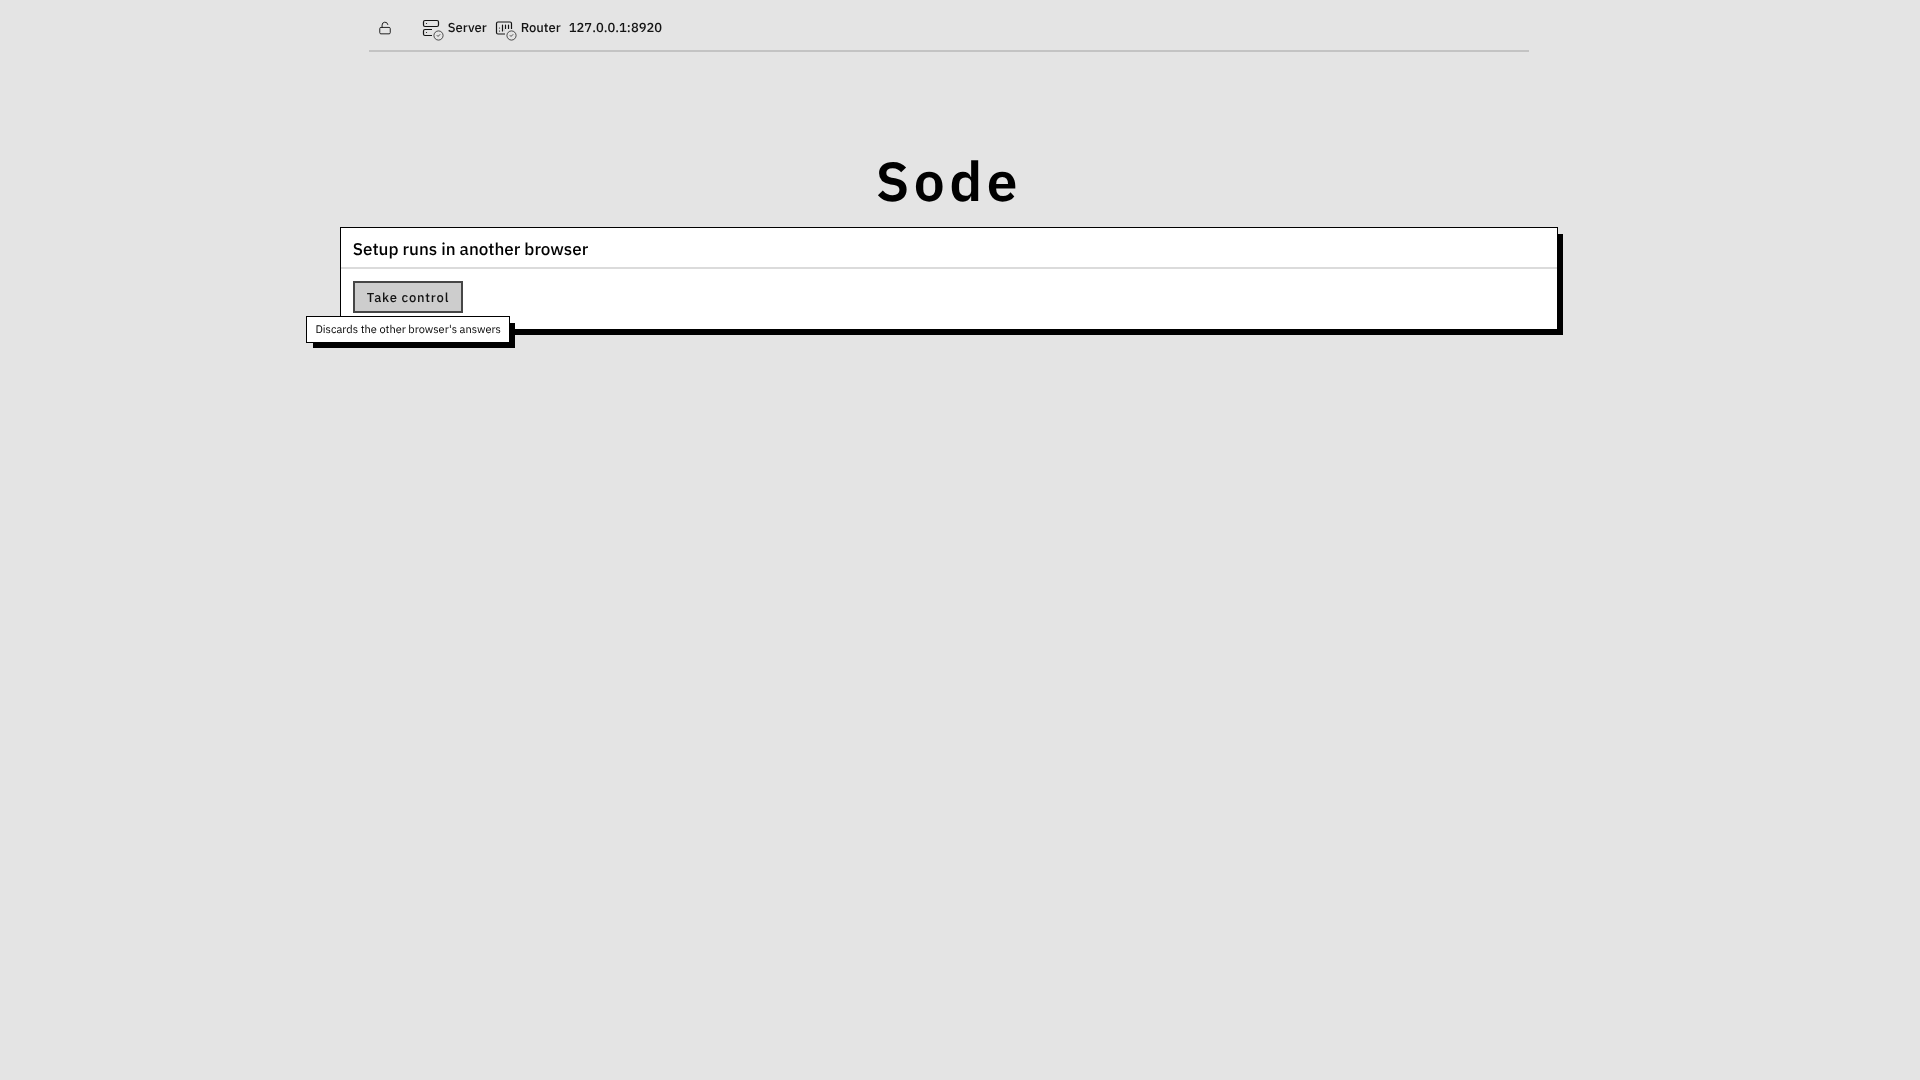 Server Router 127.0.0.1:8920
Sode
Setup runs in another browser
Take control
Discards the other browser's answers